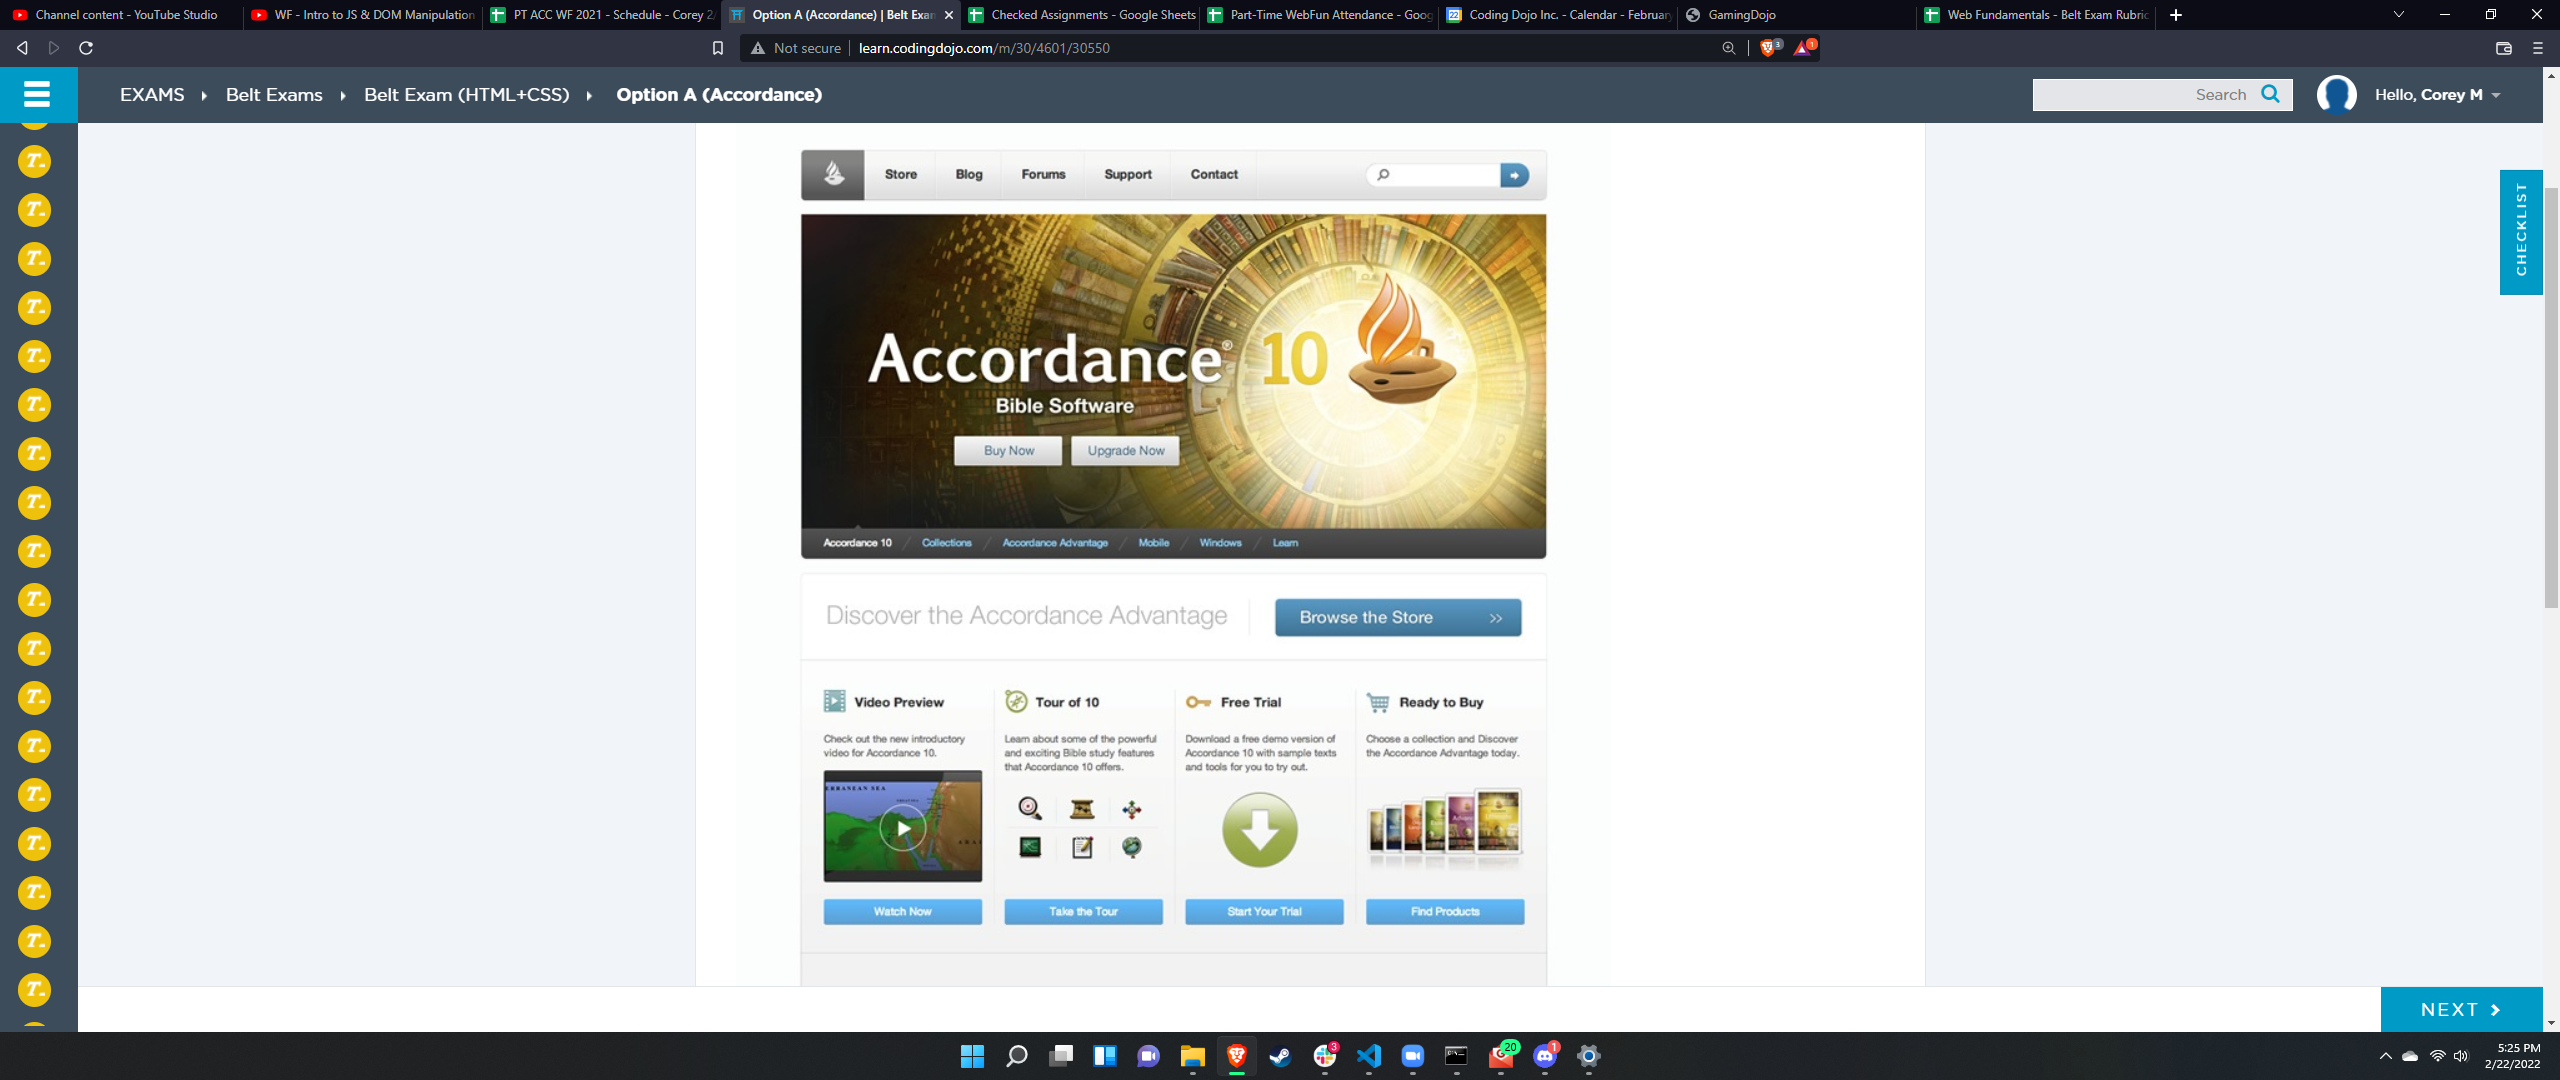 Channel content - YouTube Studio
WF - Intro to JS & DOM Manipulation
PT ACC WF 2021 - Schedule - Corey 2/
Option A (Accordance) | Belt Exam
Checked Assignments - Google Sheets
Part-Time WebFun Attendance - Goog
Coding Dojo Inc. - Calendar - February
GamingDojo
Web Fundamentals - Belt Exam Rubric
Not secure
learn.codingdojo.com/m/30/4601/30550
3
1
EXAMS
Belt Exams
Belt Exam (HTML+CSS)
Option A (Accordance)
Search
Hello, Corey M
CHECKLIST
Store
Blog
Forums
Support
Contact
Accordance® 10
Bible Software
Buy Now
Upgrade Now
Accordance 10 / Collections / Accordance Advantage / Mobile / Windows / Learn
Discover the Accordance Advantage
Browse the Store
Video Preview
Check out the new introductory
video for Accordance 10.
Watch Now
Tour of 10
Learn about some of the powerful
and exciting Bible study features
that Accordance 10 offers.
Take the Tour
Free Trial
Download a free demo version of
Accordance 10 with sample texts
and tools for you to try out.
Start Your Trial
Ready to Buy
Choose a collection and Discover
the Accordance Advantage today.
Find Products
NEXT
3
20
1
5:25 PM
2/22/2022